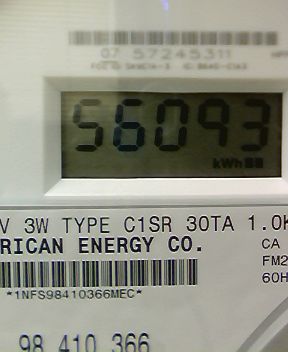 07 57245311
56093
kWh
V 3W TYPE C1SR 30TA 1.0K
RICAN ENERGY CO.
CA
FM2
60H
*1NFS98410366MEC*
98 410 366